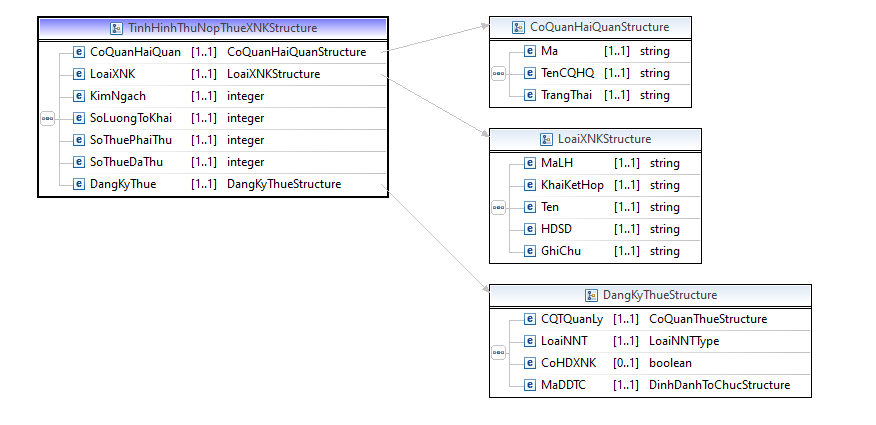 TinhHinhThuNopThueXNKStructure
CoQuanHaiQuan [1..1] CoQuanHaiQuanStructure
LoaiXNK [1..1] LoaiXNKStructure
KimNgach [1..1] integer
SoLuongToKhai [1..1] integer
SoThuePhaiThu [1..1] integer
SoThueDaThu [1..1] integer
DangKyThue [1..1] DangKyThueStructure
CoQuanHaiQuanStructure
Ma [1..1] string
TenCQHQ [1..1] string
TrangThai [1..1] string
LoaiXNKStructure
MaLH [1..1] string
KhaiKetHop [1..1] string
Ten [1..1] string
HDSD [1..1] string
GhiChu [1..1] string
DangKyThueStructure
CQTQuanLy [1..1] CoQuanThueStructure
LoaiNNT [1..1] LoaiNNTType
CoHDXNK [0..1] boolean
MaDDTC [1..1] DinhDanhToChucStructure